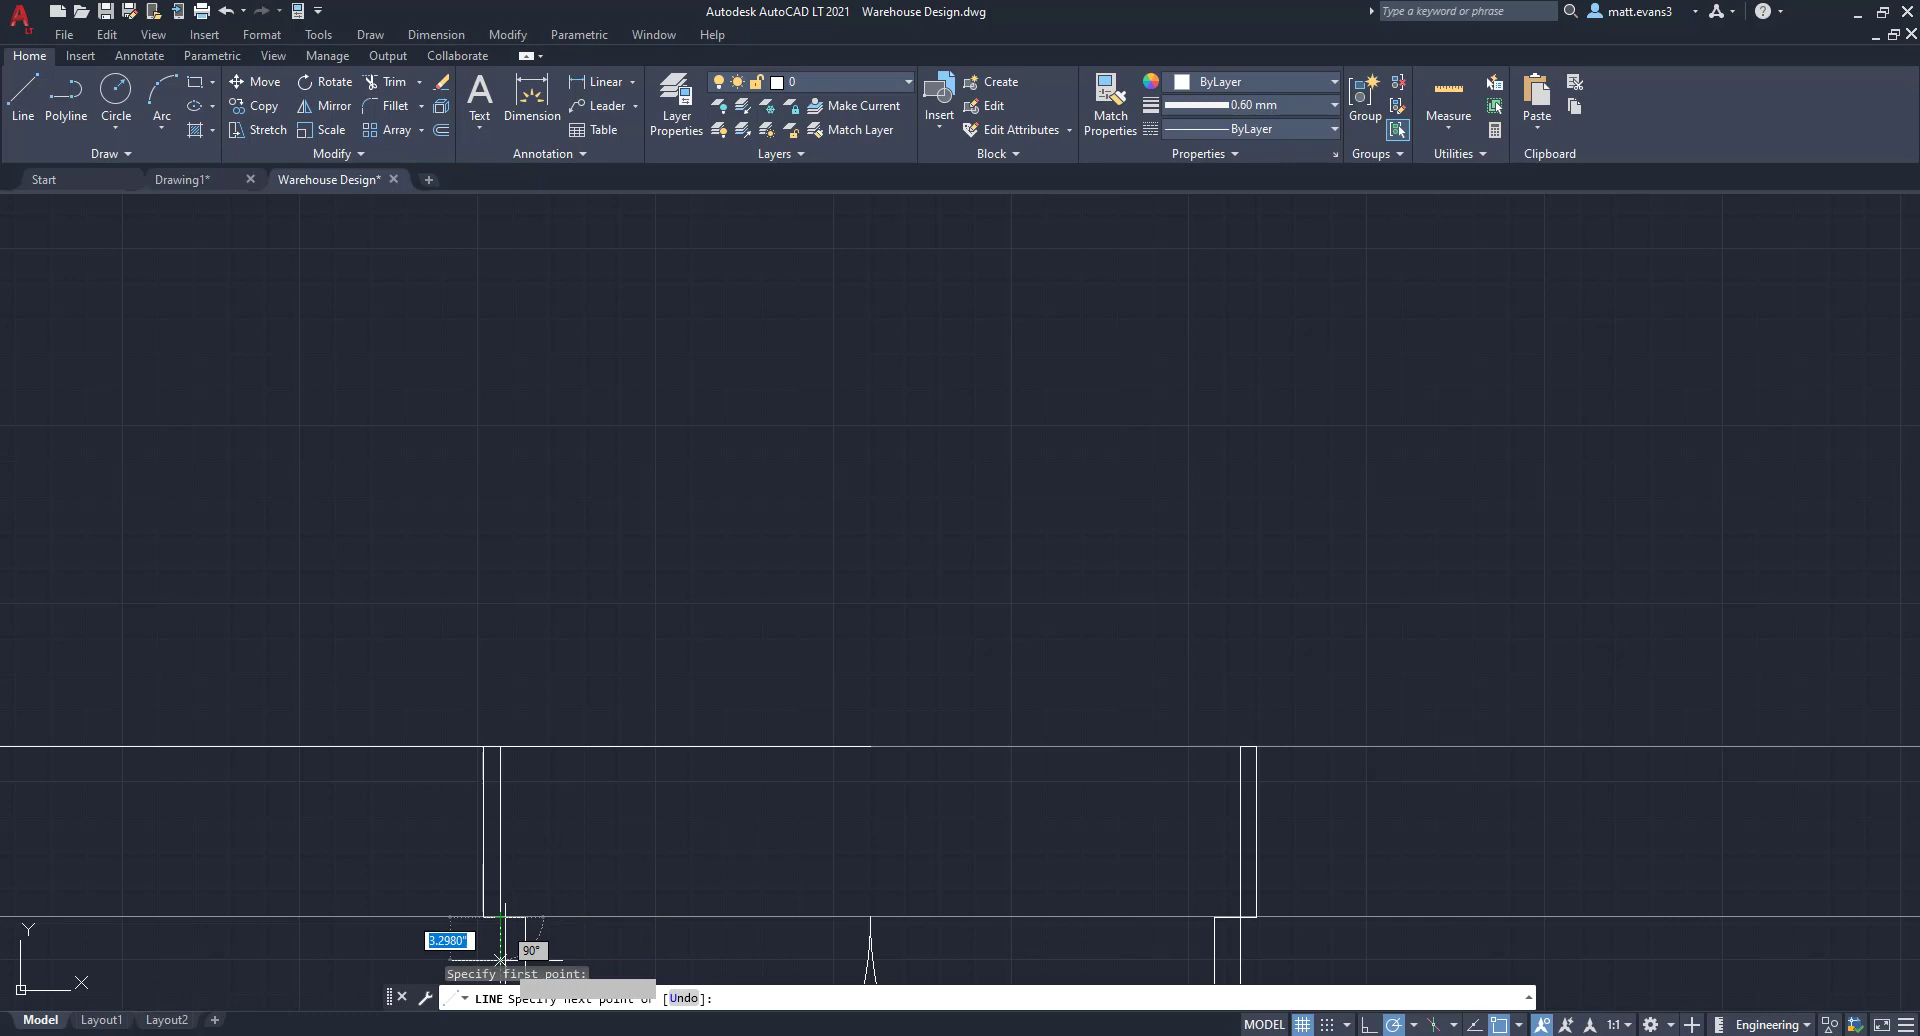 Autodesk AutoCAD LT 2021 Warehouse Design.dwg
Type a keyword or phrase
matt.evans3
LT
File Edit View Insert Format Tools Draw Dimension Modify Parametric Window Help
Home Insert Annotate Parametric View Manage Output Collaborate
Line Polyline Circle Arc
Draw
Move Rotate Trim
Copy Mirror Fillet
Stretch Scale Array
Modify
Text Dimension
Linear
Leader
Table
Annotation
Layer Properties
0
Make Current
Match Layer
Layers
Insert
Create
Edit
Edit Attributes
Block
Match Properties
ByLayer
0.60 mm
ByLayer
Properties
Group
Groups
Measure
Utilities
Paste
Clipboard
Start Drawing1* Warehouse Design*
3.2980"
90°
Specify first point:
LINE Specify next point or [Undo]:
Y
X
Model Layout1 Layout2
MODEL 1:1 Engineering